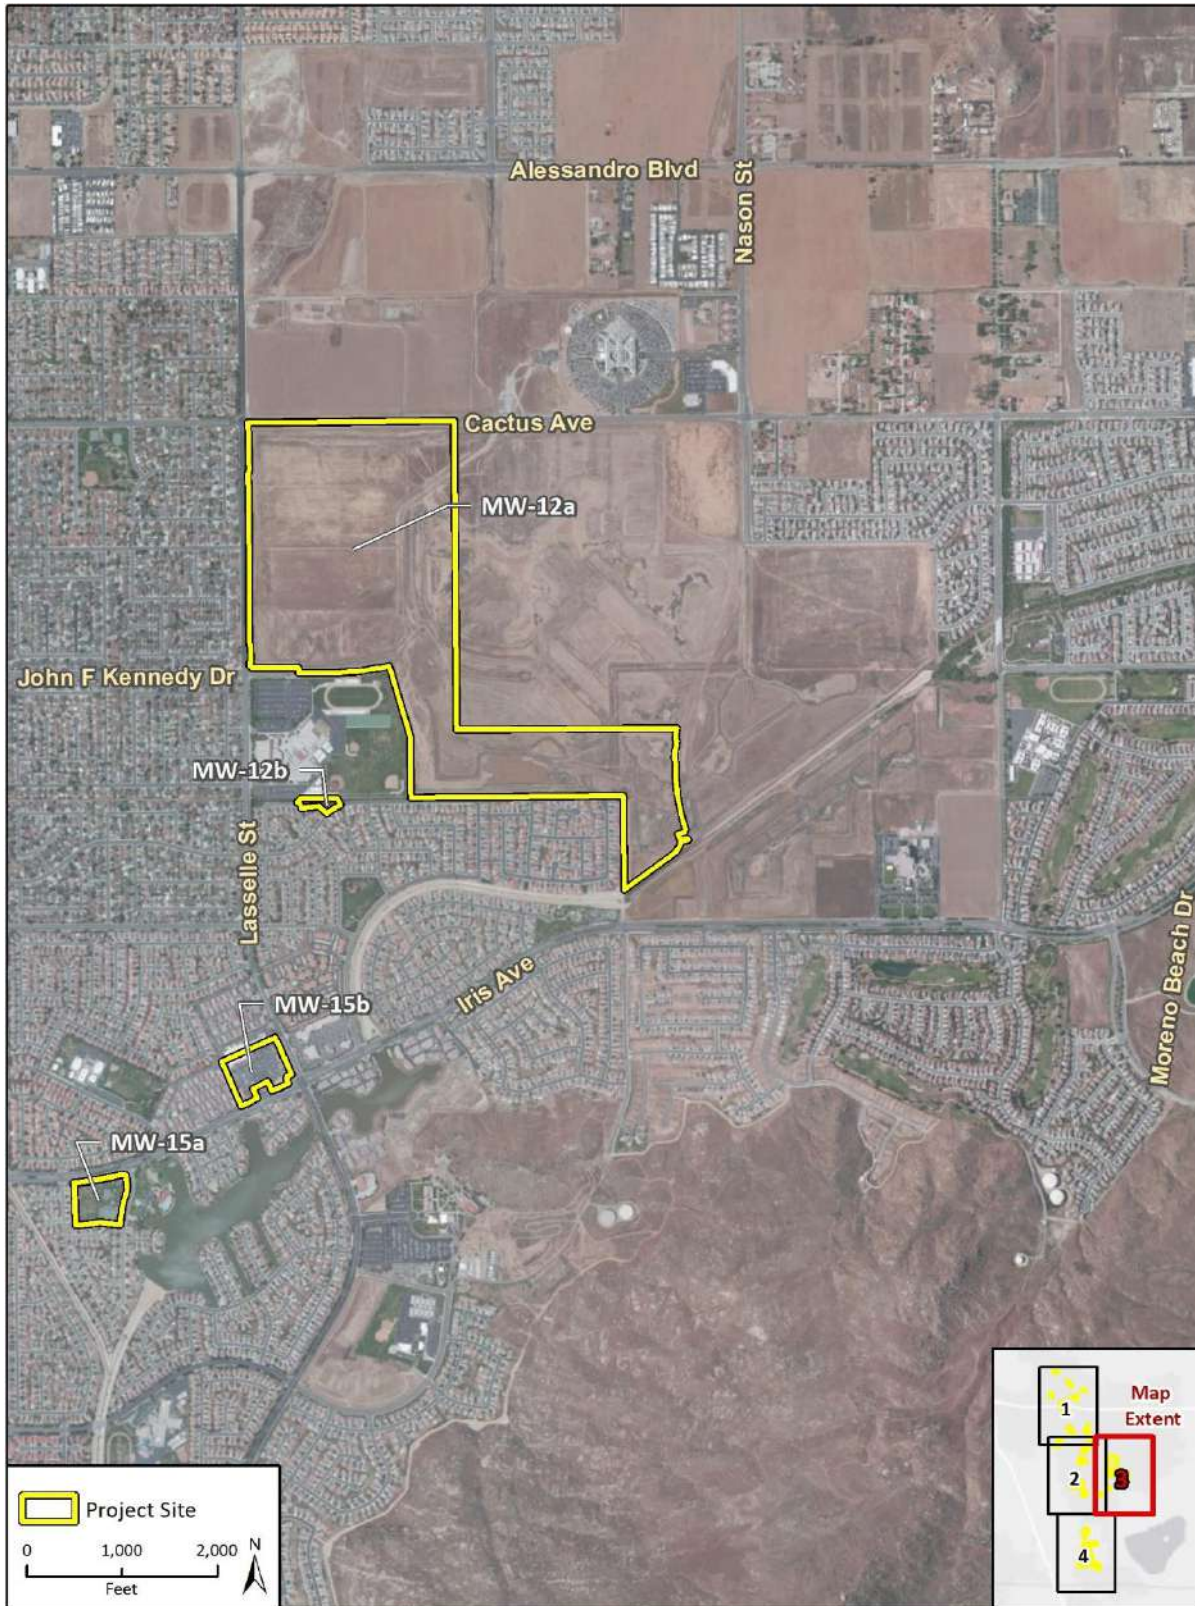 Alessandro Blvd
Nason St
Cactus Ave
MW-12a
John F Kennedy Dr
MW-12b
Lasselle St
Iris Ave
Moreno Beach Dr
MW-15b
MW-15a
Project Site
0 1,000 2,000
Feet
N
Map
Extent
1
2
3
4